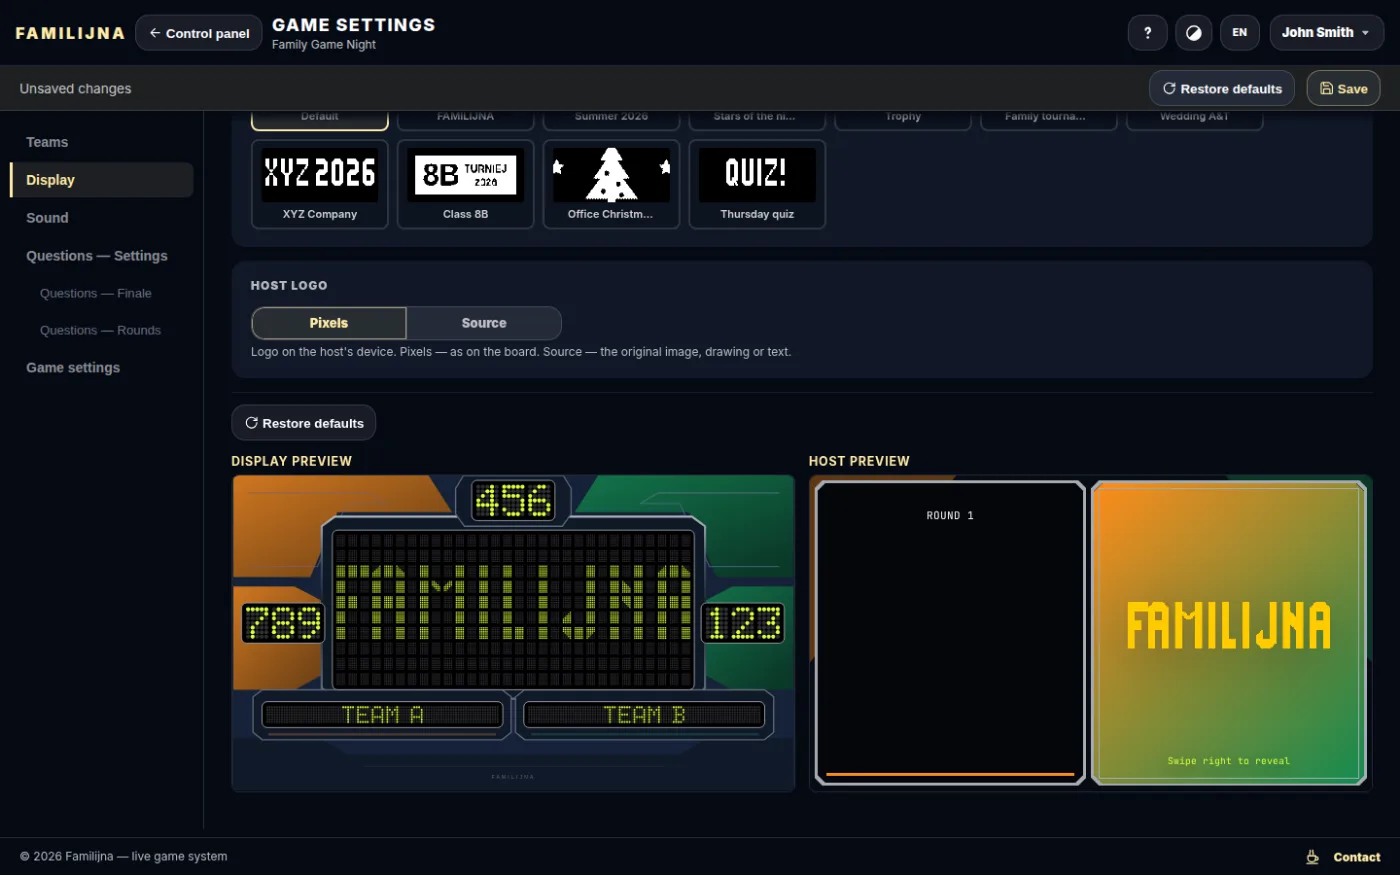 FAMILIJNA
Control panel
GAME SETTINGS
Family Game Night
?
EN
John Smith
Unsaved changes
Restore defaults
Save
Teams
Display
Sound
Questions — Settings
Questions — Finale
Questions — Rounds
Game settings
Default
FAMILIJNA
Summer 2026
Stars of the ni...
Trophy
Family tourna...
Wedding A&T
XYZ 2026
XYZ Company
8B TURNIEJ 2026
Class 8B
Office Christm...
QUIZ!
Thursday quiz
HOST LOGO
Pixels
Source
Logo on the host's device. Pixels — as on the board. Source — the original image, drawing or text.
Restore defaults
DISPLAY PREVIEW
456
FAMILIJNA
789
123
TEAM A
TEAM B
FAMILIJNA
HOST PREVIEW
ROUND 1
FAMILIJNA
Swipe right to reveal
© 2026 Familijna — live game system
Contact